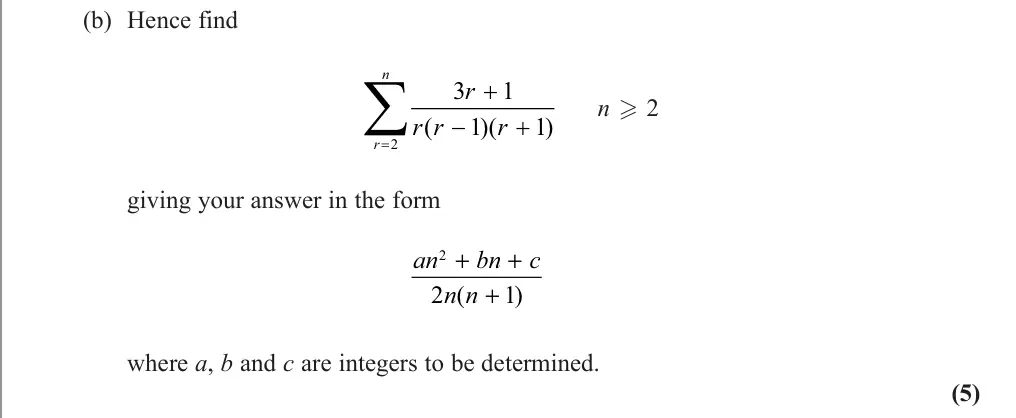 (b) Hence find
n
∑ (3r + 1)/(r(r − 1)(r + 1))  n ⩾ 2
r=2
giving your answer in the form
(an² + bn + c)/(2n(n + 1))
where a, b and c are integers to be determined.
(5)